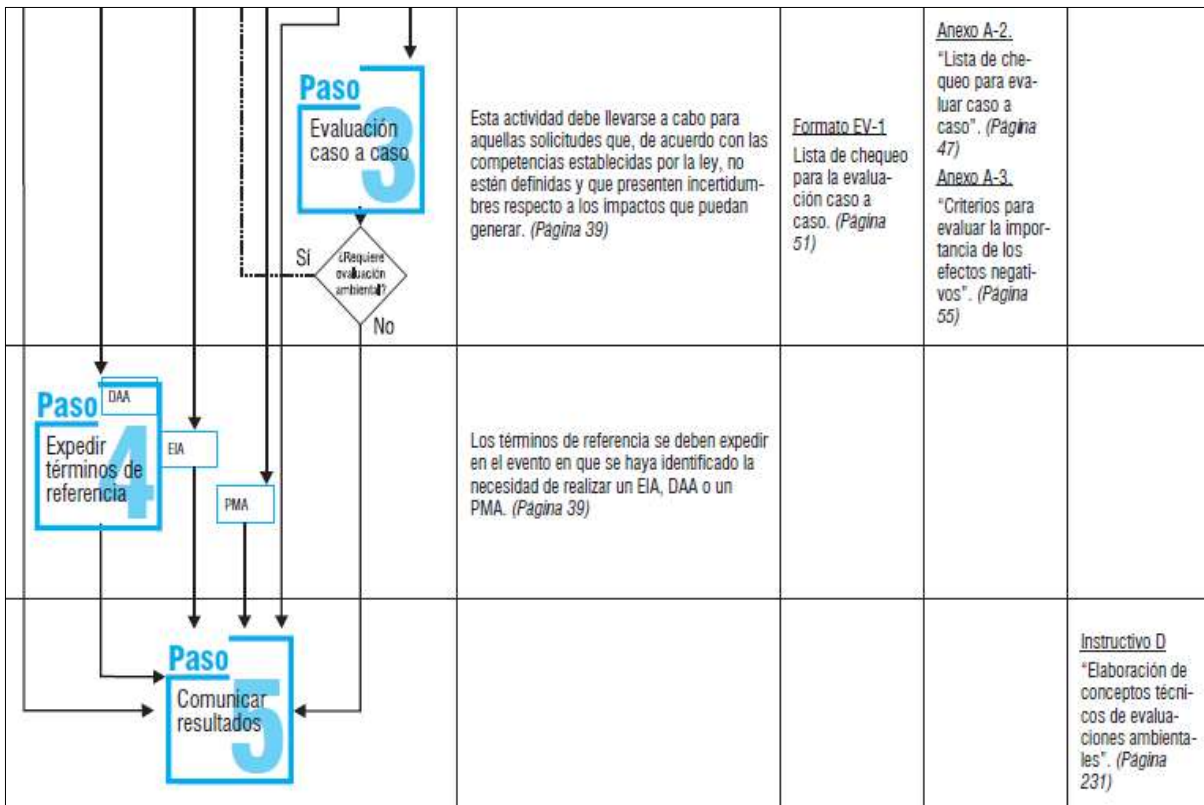 Paso
3
Evaluación
caso a caso
¿Requiere
evaluación
ambiental?
Sí
No
Esta actividad debe llevarse a cabo para
aquellas solicitudes que, de acuerdo con las
competencias establecidas por la ley, no
estén definidas y que presenten incertidum-
bres respecto a los impactos que puedan
generar. (Página 39)
Formato EV-1
Lista de chequeo
para la evalua-
ción caso a
caso. (Página
51)
Anexo A-2.
"Lista de che-
queo para eva-
luar caso a
caso". (Página
47)
Anexo A-3.
"Criterios para
evaluar la impor-
tancia de los
efectos negati-
vos". (Página
55)
Paso
4
Expedir
términos de
referencia
DAA
EIA
PMA
Los términos de referencia se deben expedir
en el evento en que se haya identificado la
necesidad de realizar un EIA, DAA o un
PMA. (Página 39)
Paso
5
Comunicar
resultados
Instructivo D
"Elaboración de
conceptos técni-
cos de evalua-
ciones ambienta-
les". (Página
231)